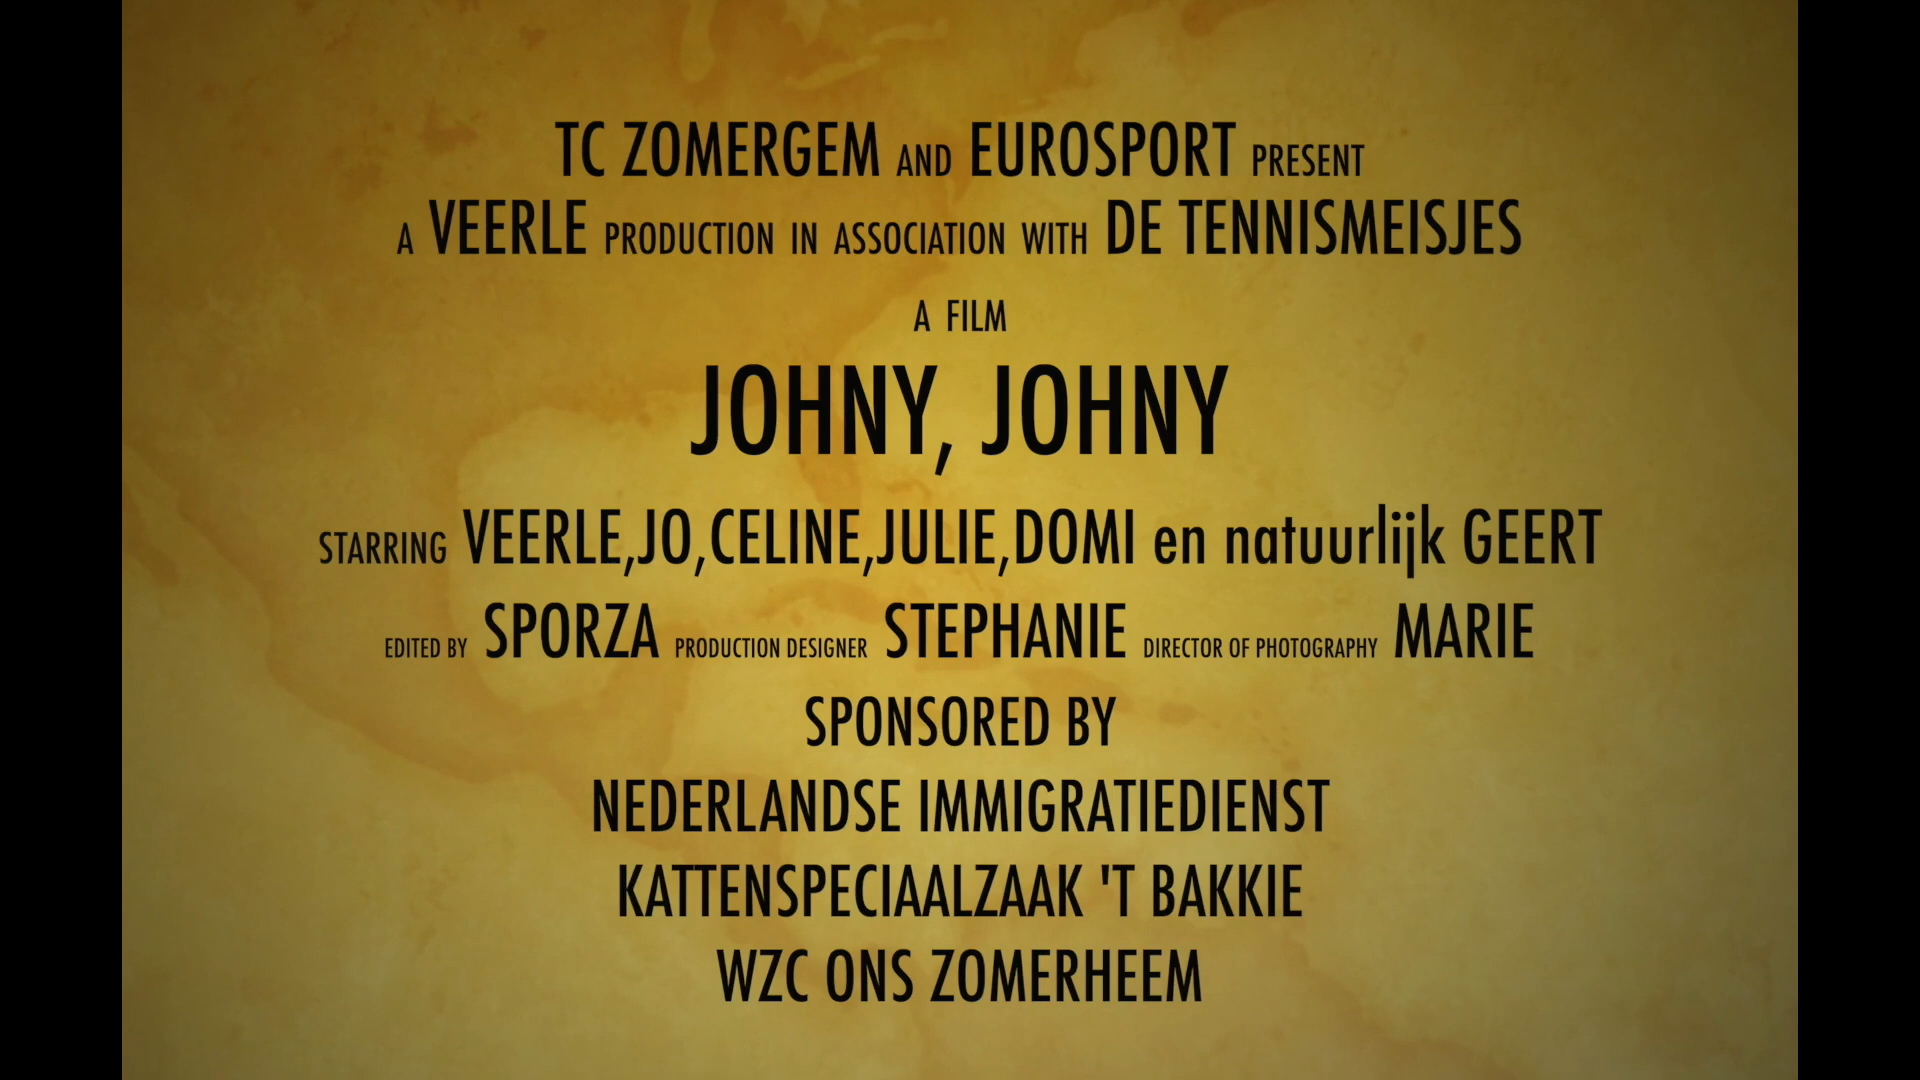 TC ZOMERGEM AND EUROSPORT PRESENT
A VEERLE PRODUCTION IN ASSOCIATION WITH DE TENNISMEISJES
A FILM
JOHNY, JOHNY
STARRING VEERLE,JO,CELINE,JULIE,DOMI en natuurlijk GEERT
EDITED BY SPORZA PRODUCTION DESIGNER STEPHANIE DIRECTOR OF PHOTOGRAPHY MARIE
SPONSORED BY
NEDERLANDSE IMMIGRATIEDIENST
KATTENSPECIAALZAAK 'T BAKKIE
WZC ONS ZOMERHEEM